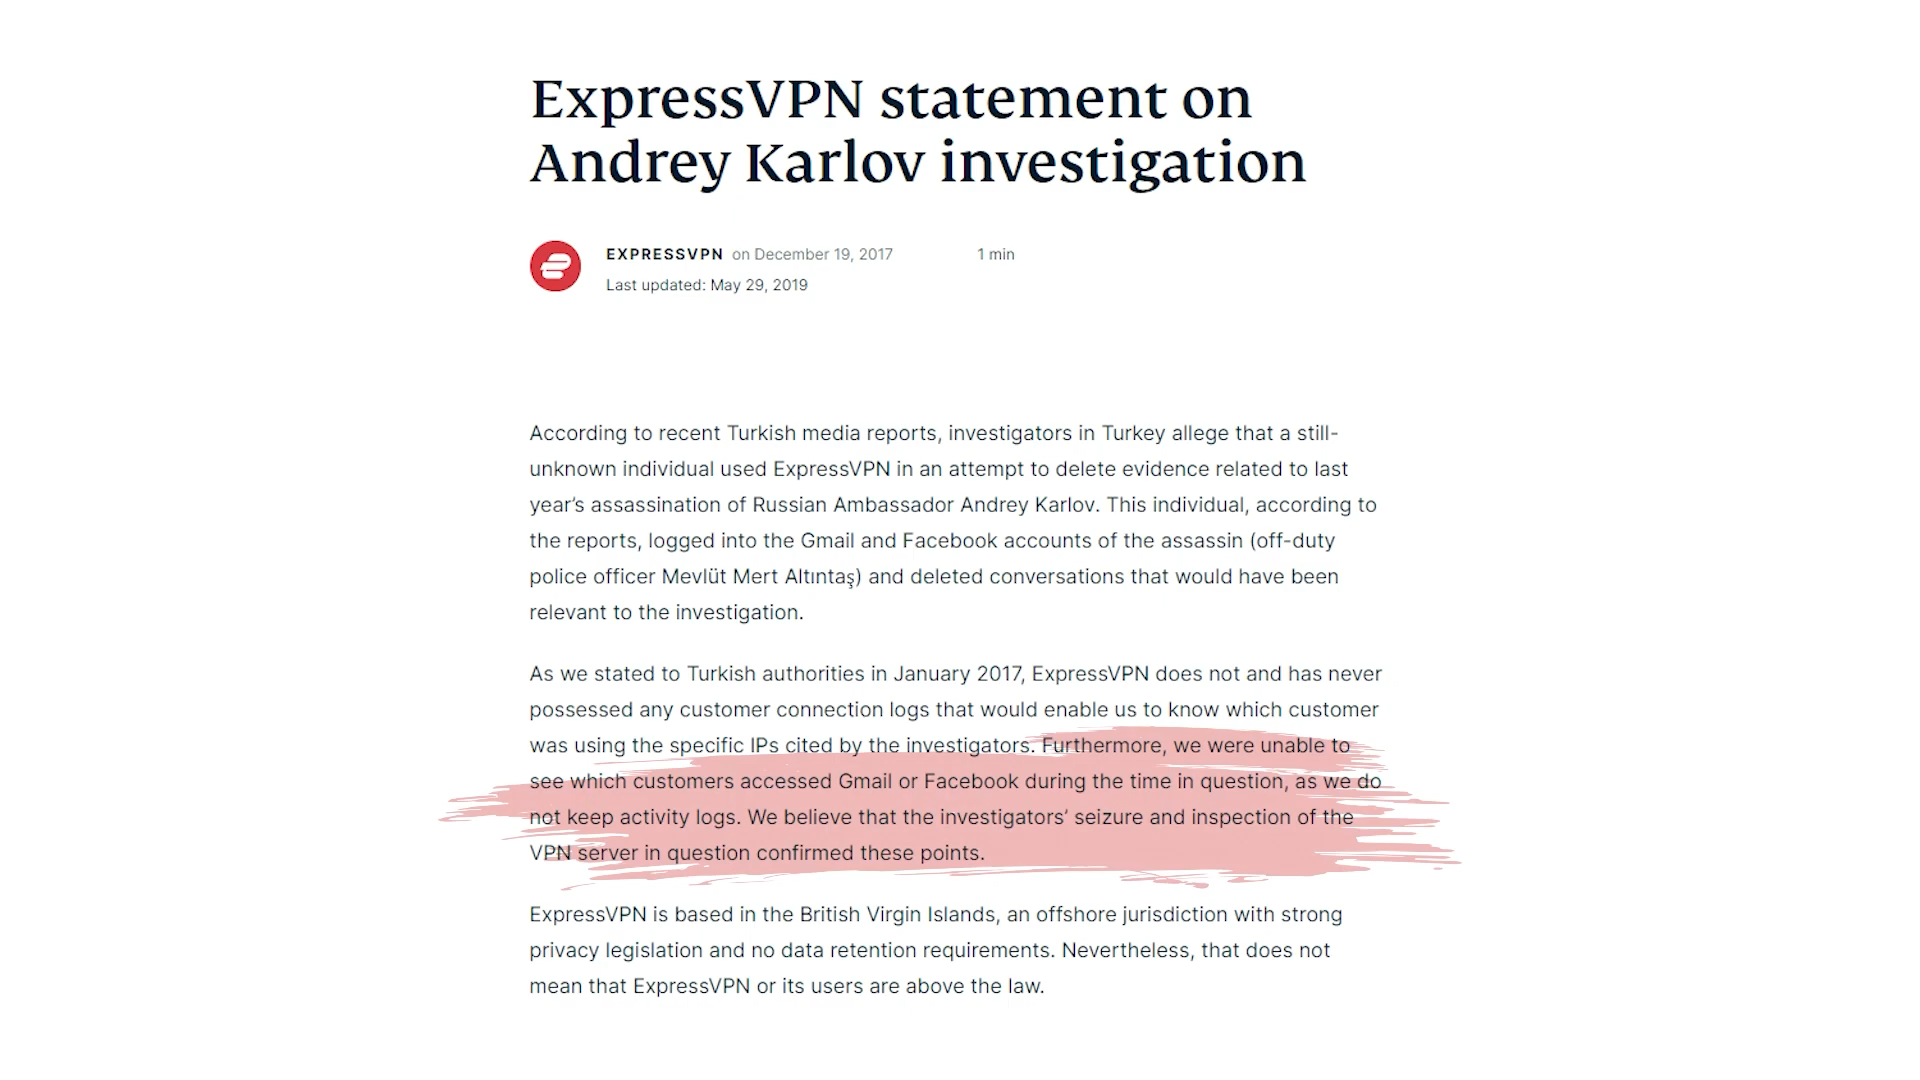 ExpressVPN statement on
Andrey Karlov investigation
EXPRESSVPN on December 19, 2017 1 min
Last updated: May 29, 2019
According to recent Turkish media reports, investigators in Turkey allege that a still-
unknown individual used ExpressVPN in an attempt to delete evidence related to last
year’s assassination of Russian Ambassador Andrey Karlov. This individual, according to
the reports, logged into the Gmail and Facebook accounts of the assassin (off-duty
police officer Mevlüt Mert Altıntaş) and deleted conversations that would have been
relevant to the investigation.
As we stated to Turkish authorities in January 2017, ExpressVPN does not and has never
possessed any customer connection logs that would enable us to know which customer
was using the specific IPs cited by the investigators. Furthermore, we were unable to
see which customers accessed Gmail or Facebook during the time in question, as we do
not keep activity logs. We believe that the investigators’ seizure and inspection of the
VPN server in question confirmed these points.
ExpressVPN is based in the British Virgin Islands, an offshore jurisdiction with strong
privacy legislation and no data retention requirements. Nevertheless, that does not
mean that ExpressVPN or its users are above the law.